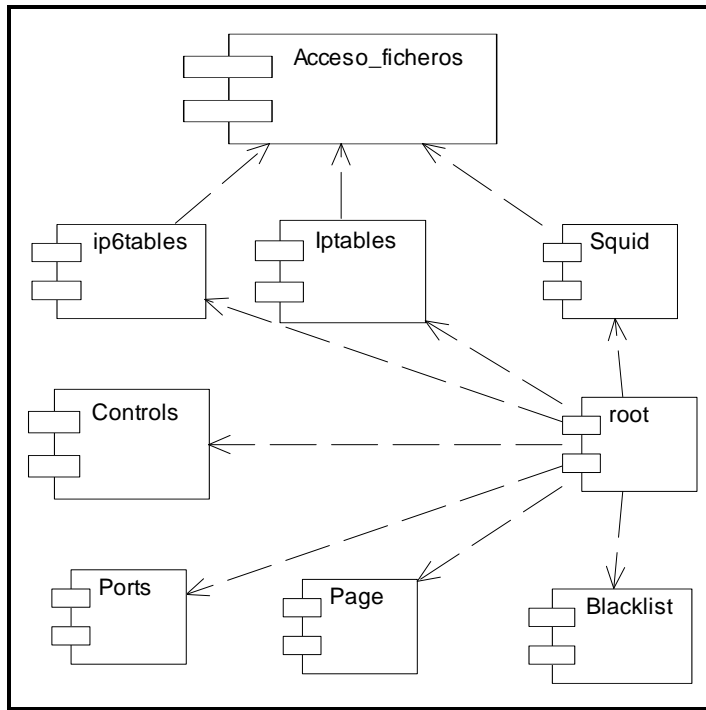 Acceso_ficheros
ip6tables
Iptables
Squid
Controls
root
Ports
Page
Blacklist